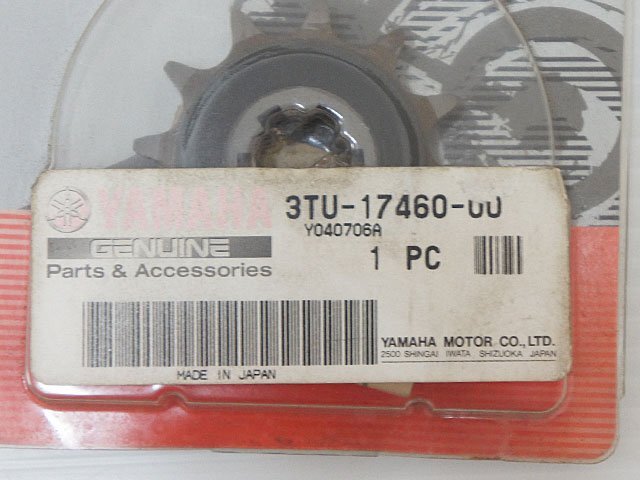 YAMAHA 3TU-17460-00
Y040706A
GENUINE
1 PC
Parts & Accessories
YAMAHA MOTOR CO., LTD.
2500 SHINGAI IWATA SHIZUOKA JAPAN
MADE IN JAPAN